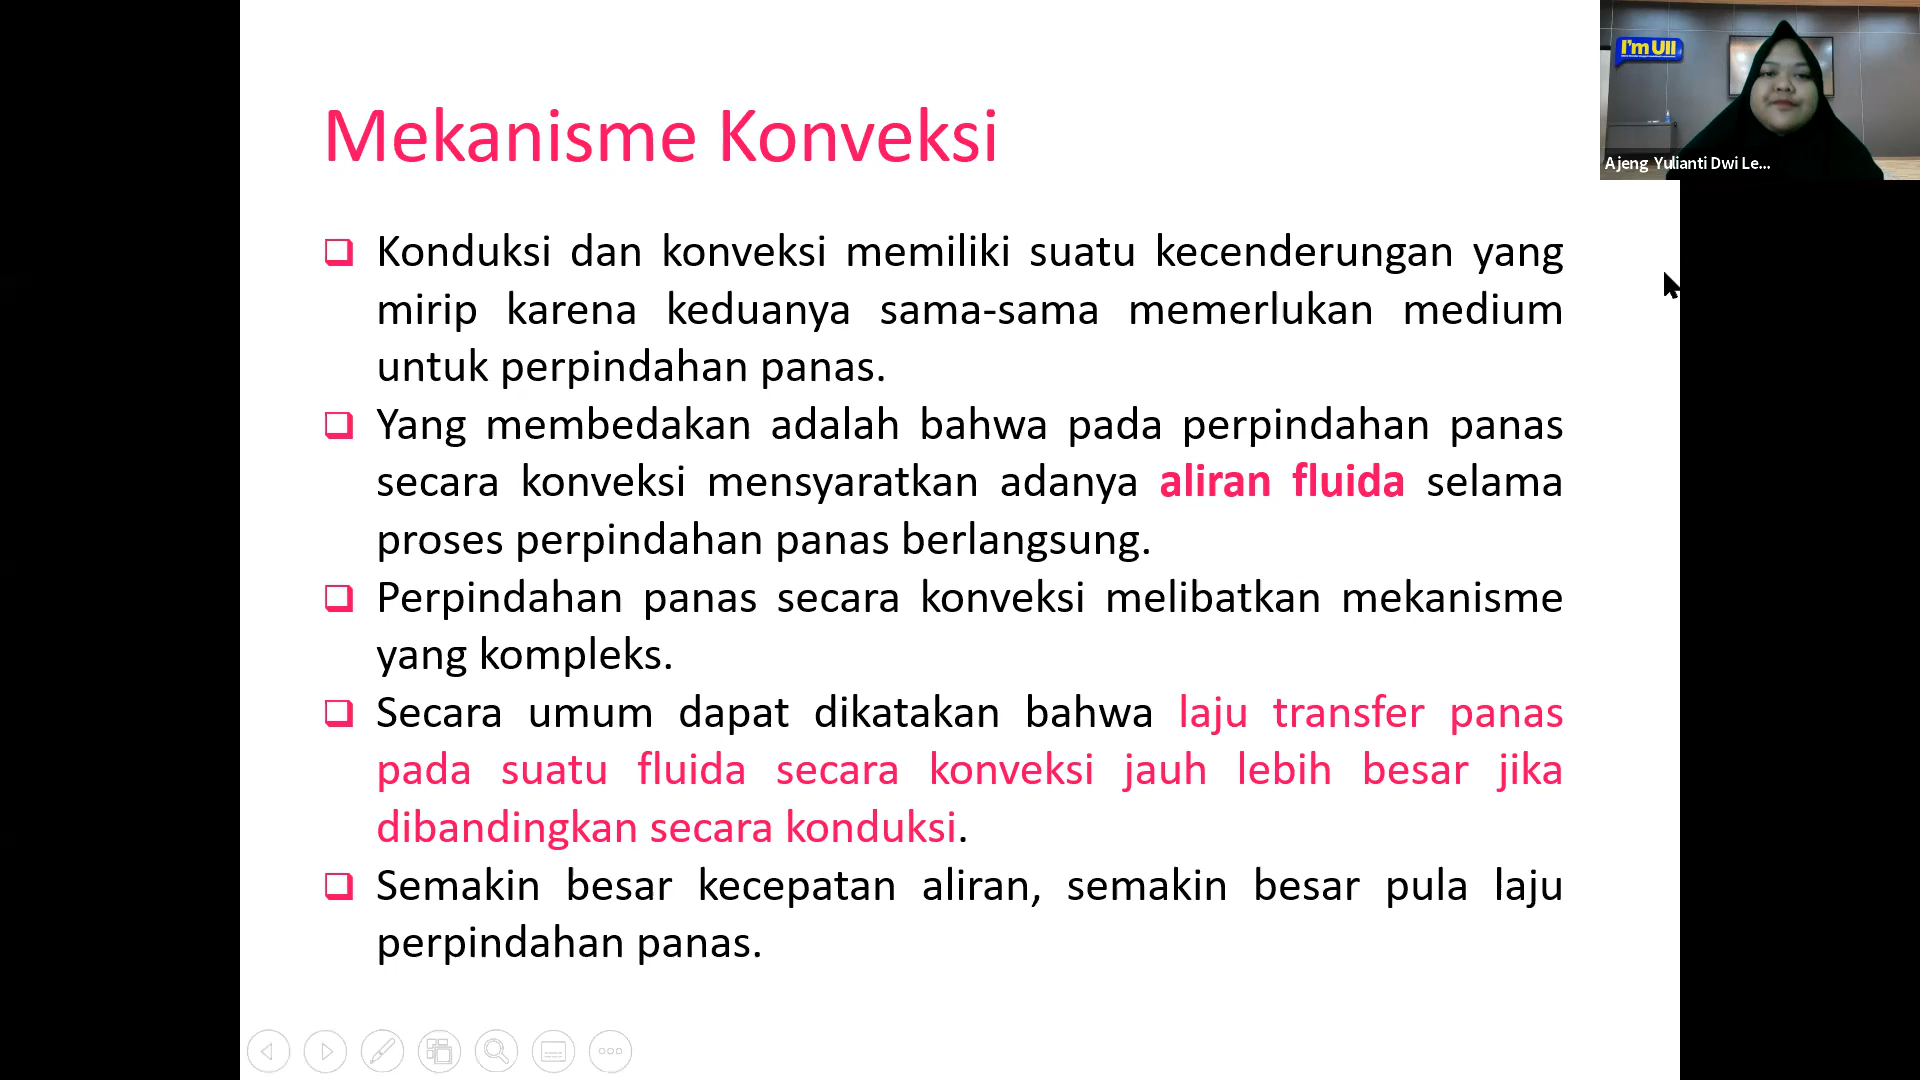 Mekanisme Konveksi
Konduksi dan konveksi memiliki suatu kecenderungan yang
mirip karena keduanya sama-sama memerlukan medium
untuk perpindahan panas.
Yang membedakan adalah bahwa pada perpindahan panas
secara konveksi mensyaratkan adanya aliran fluida selama
proses perpindahan panas berlangsung.
Perpindahan panas secara konveksi melibatkan mekanisme
yang kompleks.
Secara umum dapat dikatakan bahwa laju transfer panas
pada suatu fluida secara konveksi jauh lebih besar jika
dibandingkan secara konduksi.
Semakin besar kecepatan aliran, semakin besar pula laju
perpindahan panas.
I'm UII
Ajeng Yulianti Dwi Le...